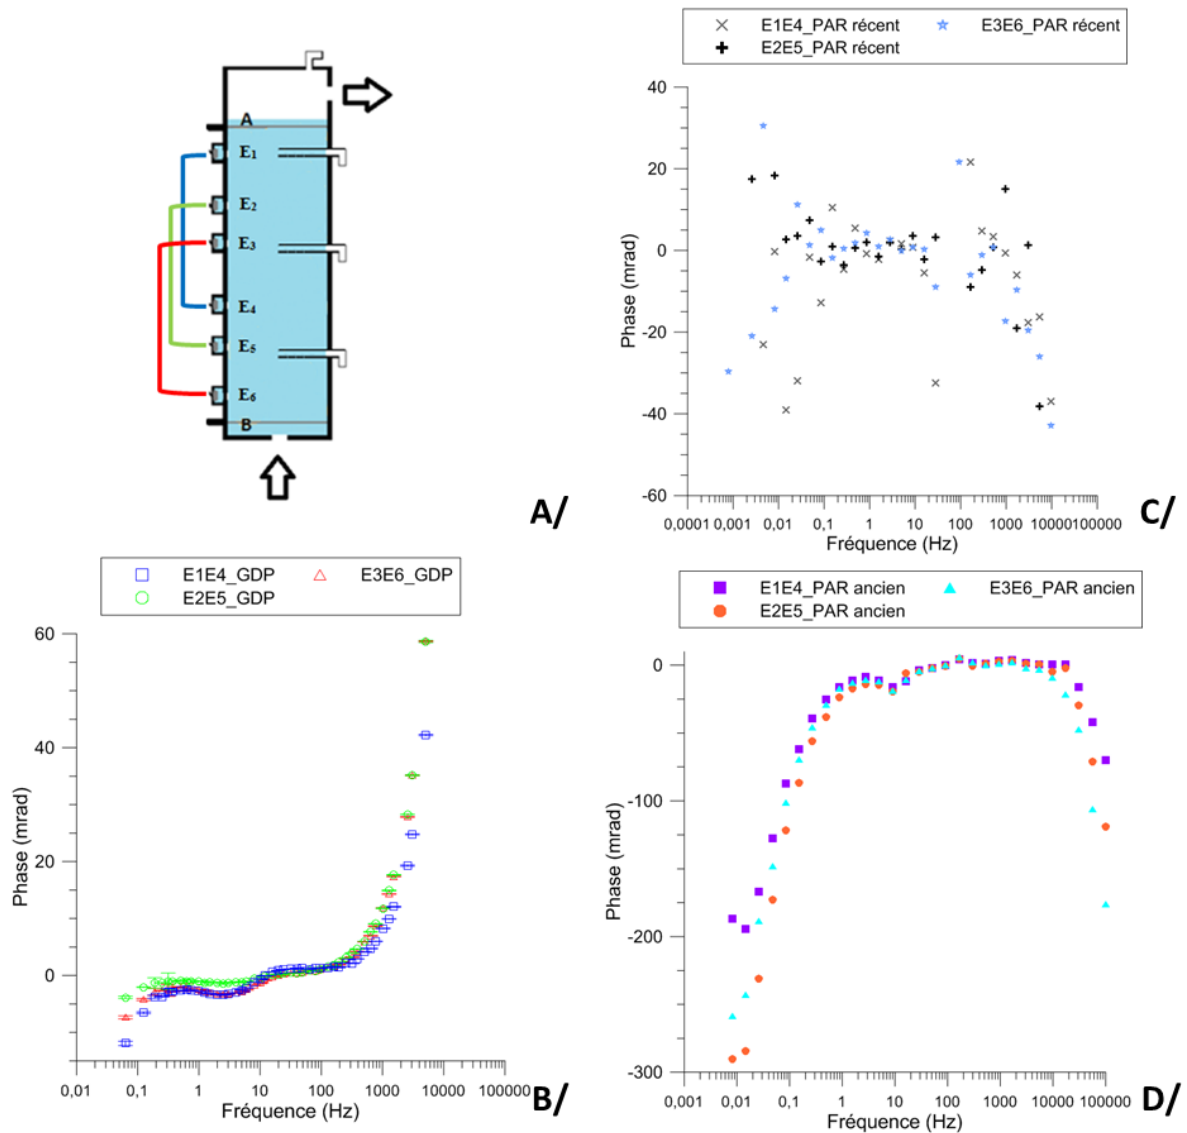 A
E1
E2
E3
E4
E5
E6
B
A/
E1E4_PAR récent
E3E6_PAR récent
E2E5_PAR récent
40
20
0
-20
-40
-60
Phase (mrad)
0,0001 0,001 0,01 0,1 1 10 100 1000 10000100000
Fréquence (Hz)
C/
E1E4_GDP
E3E6_GDP
E2E5_GDP
60
40
20
0
Phase (mrad)
0,01 0,1 1 10 100 1000 10000 100000
Fréquence (Hz)
B/
E1E4_PAR ancien
E3E6_PAR ancien
E2E5_PAR ancien
0
-100
-200
-300
Phase (mrad)
0,001 0,01 0,1 1 10 100 1000 10000 100000
Fréquence (Hz)
D/